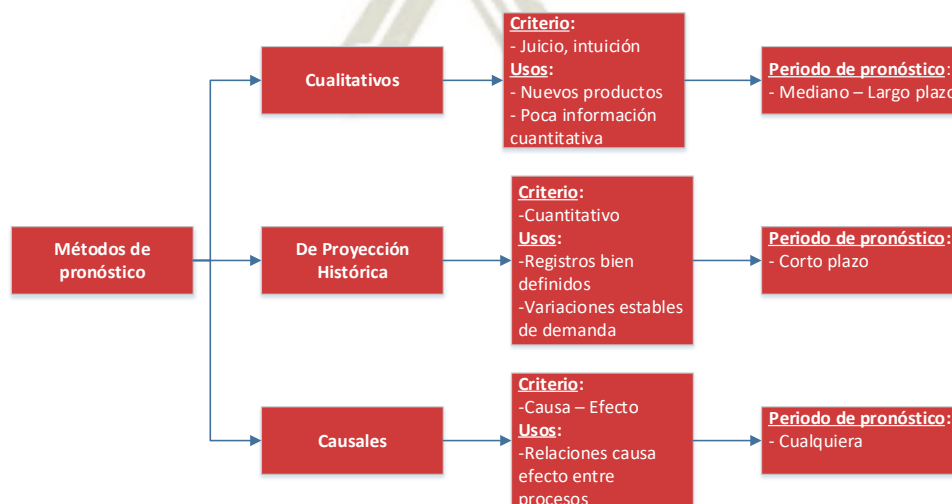 Criterio:
- Juicio, intuición
Usos:
- Nuevos productos
- Poca información
cuantitativa
Cualitativos
Periodo de pronóstico:
- Mediano – Largo plazo
Métodos de
pronóstico
De Proyección
Histórica
Criterio:
-Cuantitativo
Usos:
-Registros bien
definidos
-Variaciones estables
de demanda
Periodo de pronóstico:
- Corto plazo
Causales
Criterio:
-Causa – Efecto
Usos:
-Relaciones causa
efecto entre
procesos
Periodo de pronóstico:
- Cualquiera